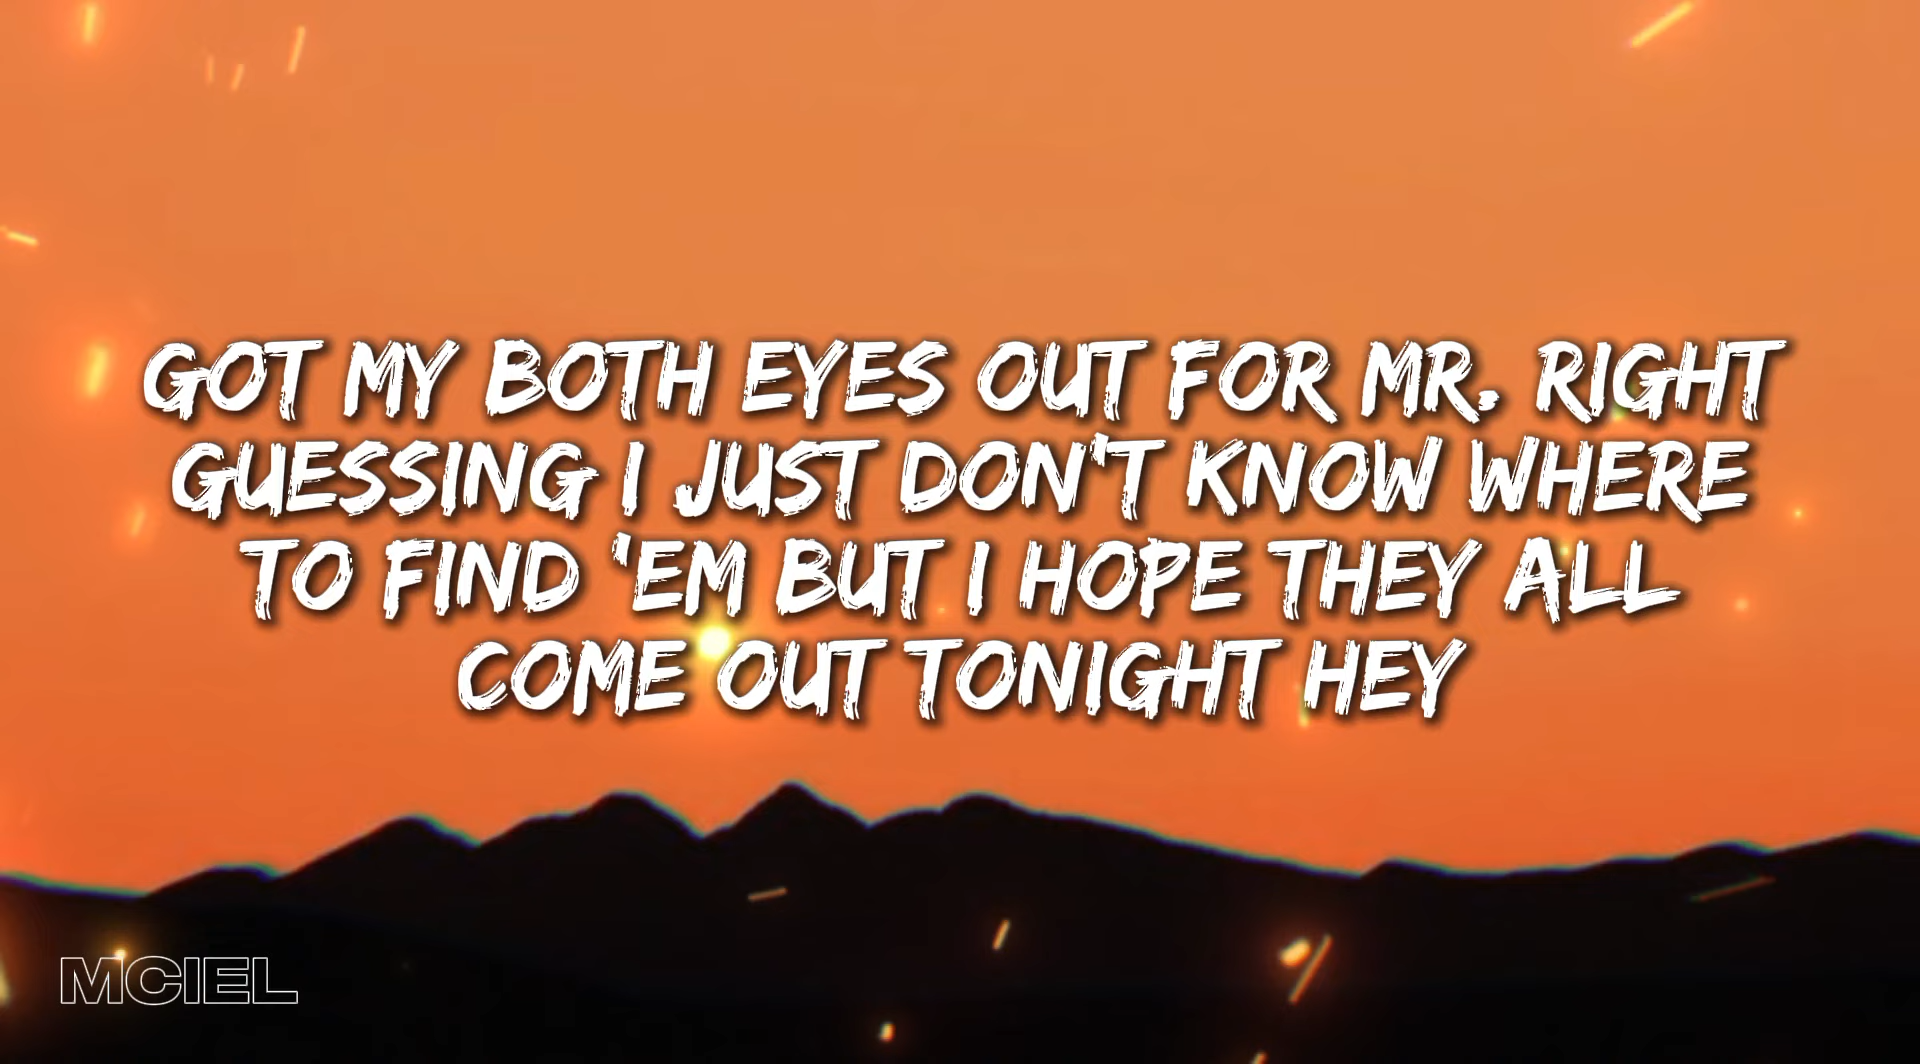 GOT MY BOTH EYES OUT FOR MR. RIGHT
GUESSING I JUST DON'T KNOW WHERE
TO FIND 'EM BUT I HOPE THEY ALL
COME OUT TONIGHT HEY
MCIEL